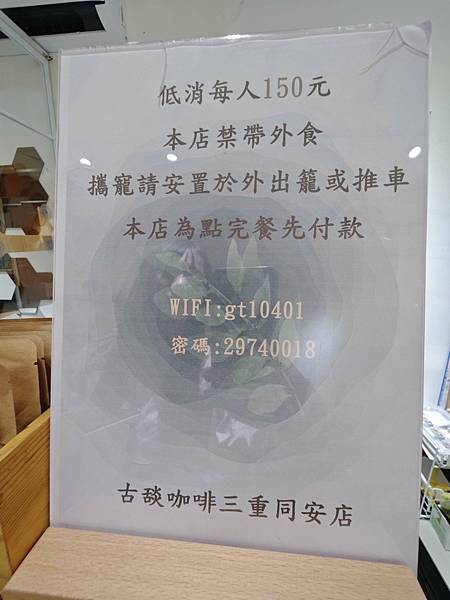 低消每人150元
本店禁帶外食
攜寵請安置於外出籠或推車
本店為點完餐先付款
WIFI:gt10401
密碼:29740018
古琰咖啡三重同安店